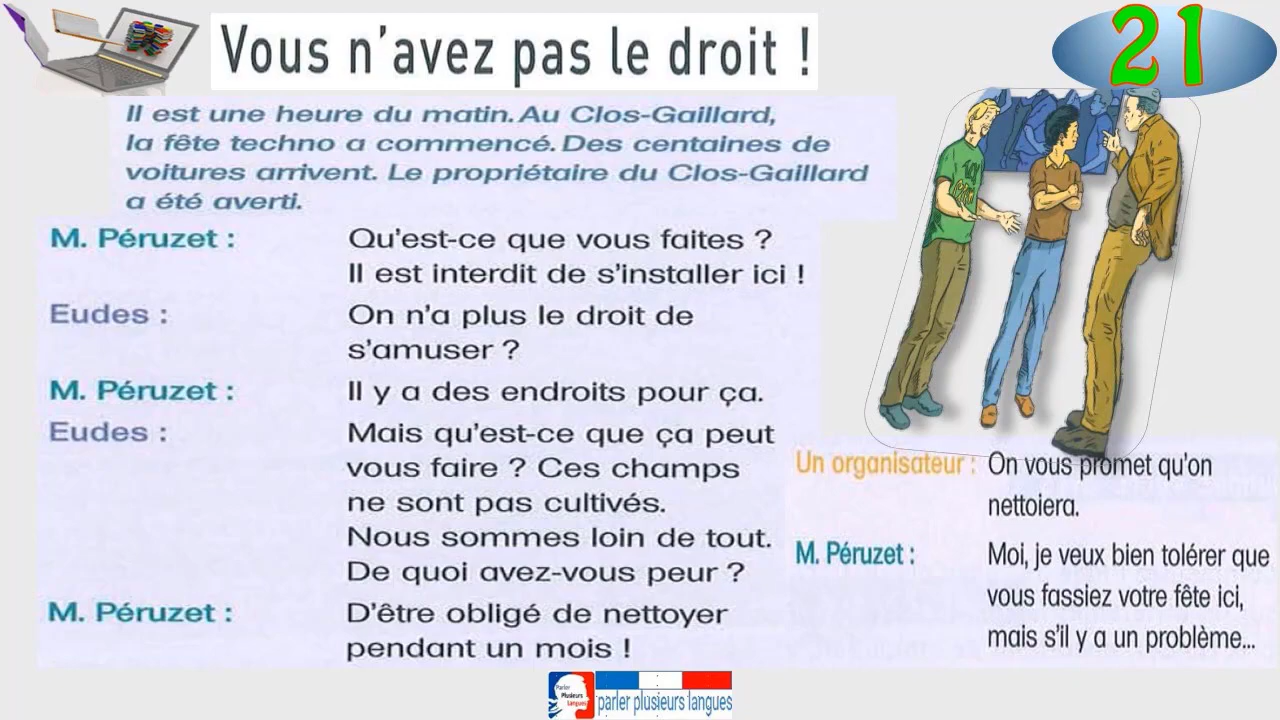 Vous n'avez pas le droit !
21
Il est une heure du matin. Au Clos-Gaillard,
la fête techno a commencé. Des centaines de
voitures arrivent. Le propriétaire du Clos-Gaillard
a été averti.
M. Péruzet : Qu'est-ce que vous faites ?
Il est interdit de s'installer ici !
Eudes : On n'a plus le droit de
s'amuser ?
M. Péruzet : Il y a des endroits pour ça.
Eudes : Mais qu'est-ce que ça peut
vous faire ? Ces champs
ne sont pas cultivés.
Nous sommes loin de tout.
De quoi avez-vous peur ?
M. Péruzet : D'être obligé de nettoyer
pendant un mois !
Un organisateur : On vous promet qu'on
nettoiera.
M. Péruzet : Moi, je veux bien tolérer que
vous fassiez votre fête ici,
mais s'il y a un problème...
Parler
Plusieurs
langues
parler plusieurs langues